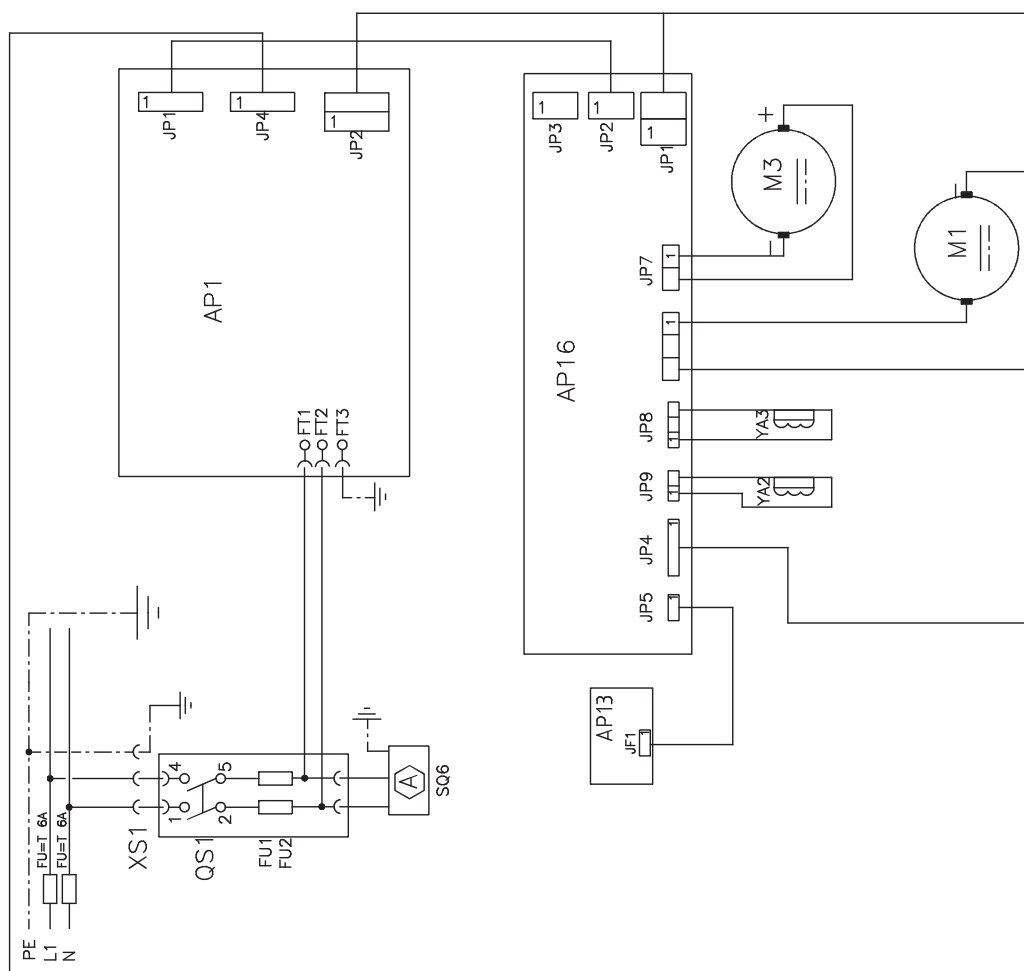 1
JP1
1
JP4
1
JP2
AP1
FT1
FT2
FT3
1
JP3
1
JP2
1
JP1
AP16
JP7
1
1
JP8
1
JP9
1
JP4
1
JP5
1
+
M3
M1
YA3
YA2
AP13
JF1
1
XS1
QS1
4
5
1
2
FU1
FU2
A
SQ6
FU=T 6A
FU=T 6A
PE
L1
N